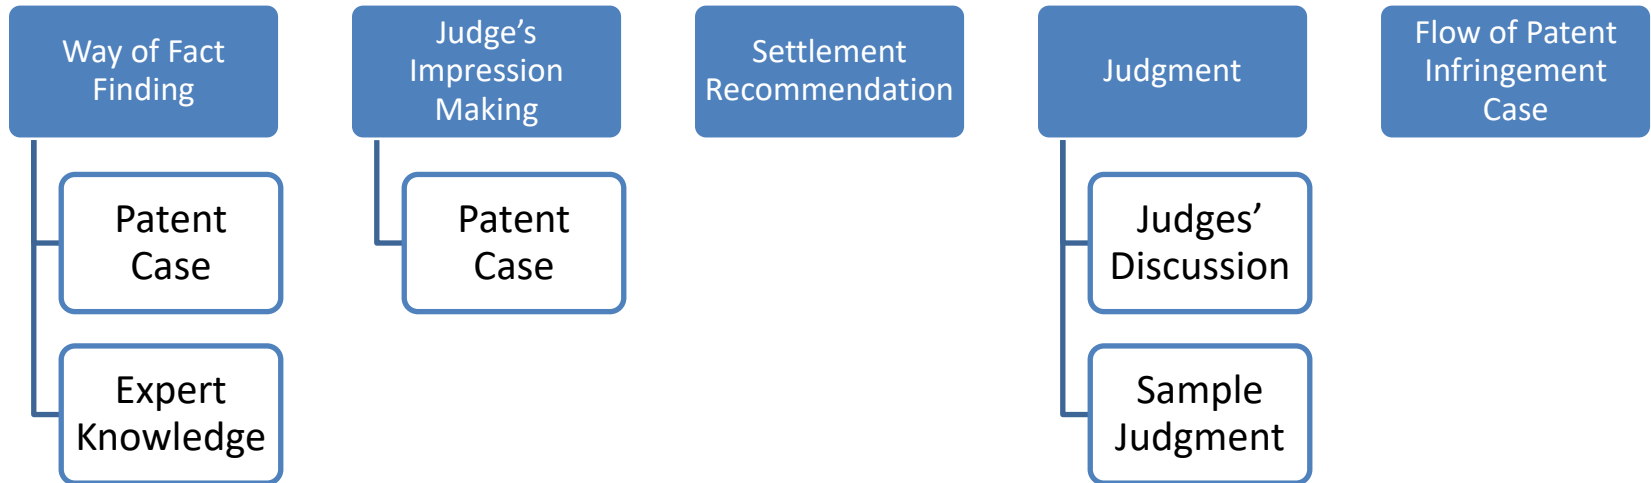 Way of Fact
Finding
Patent
Case
Expert
Knowledge
Judge’s
Impression
Making
Patent
Case
Settlement
Recommendation
Judgment
Judges’
Discussion
Sample
Judgment
Flow of Patent
Infringement
Case